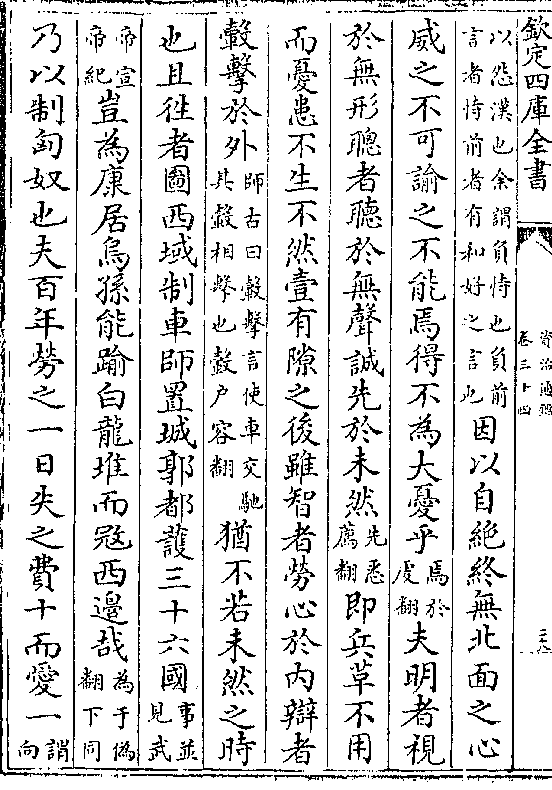 欽定四庫全書
資治通鑑
卷三十四
以怨漢也余謂負恃也負前
言者恃前者有和好之言也
因以自絶終無北面之心
威之不可諭之不能焉得不為大憂乎焉於䖍翻夫明者視
於無形聰者聽於無聲誠先於未然先悉薦翻即兵革不用
而憂患不生不然壹有隙之後雖智者勞心於内辯者
轂擊於外師古曰轂擊言使車交馳其轂相擊也轂户容翻猶不若未然之時
也且往者圖西域制車師置城郭都護三十六國事並見武
帝宣帝紀豈為康居烏孫能踰白龍堆而宼西邊哉為于偽翻下同
乃以制匈奴也夫百年勞之一日失之費十而愛一謂向